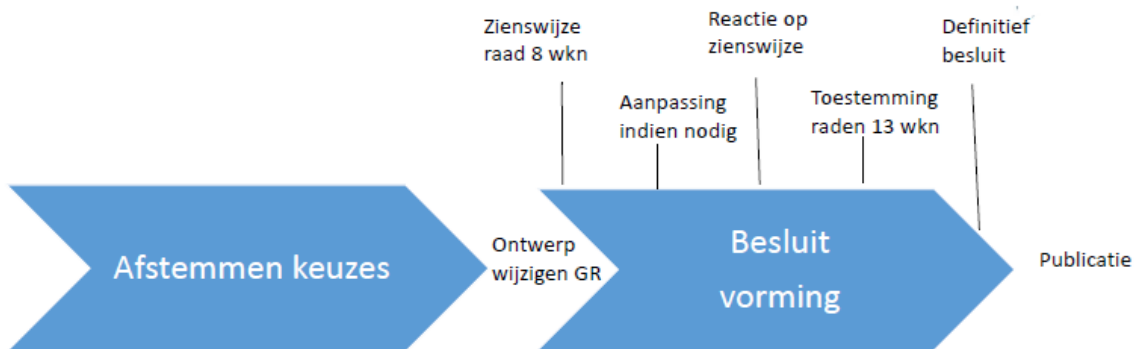 Zienswijze
raad 8 wkn
Aanpassing
indien nodig
Reactie op
zienswijze
Toestemming
raden 13 wkn
Definitief
besluit
Afstemmen keuzes
Ontwerp
wijzigen GR
Besluit
vorming
Publicatie